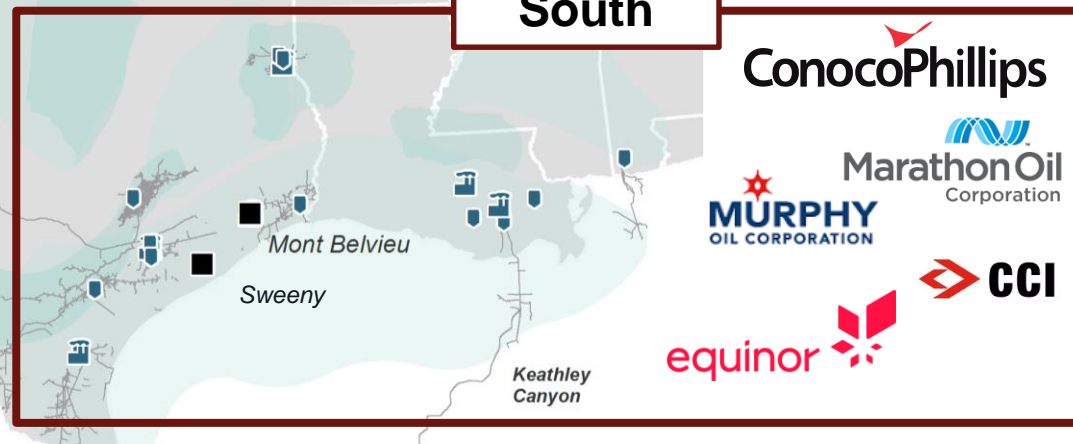 South
ConocoPhillips
Marathon Oil
Corporation
MURPHY
OIL CORPORATION
Mont Belvieu
CCI
Sweeny
equinor
Keathley
Canyon